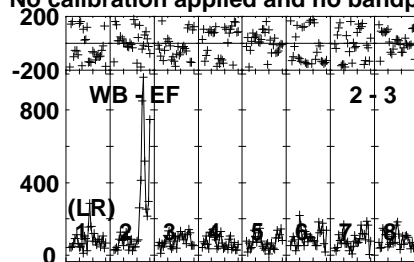 No calibration applied and no bandp
200
-200
800
WB - EF 2 - 3
400
(LR)
1 2 3 4 5 6 7 8
0